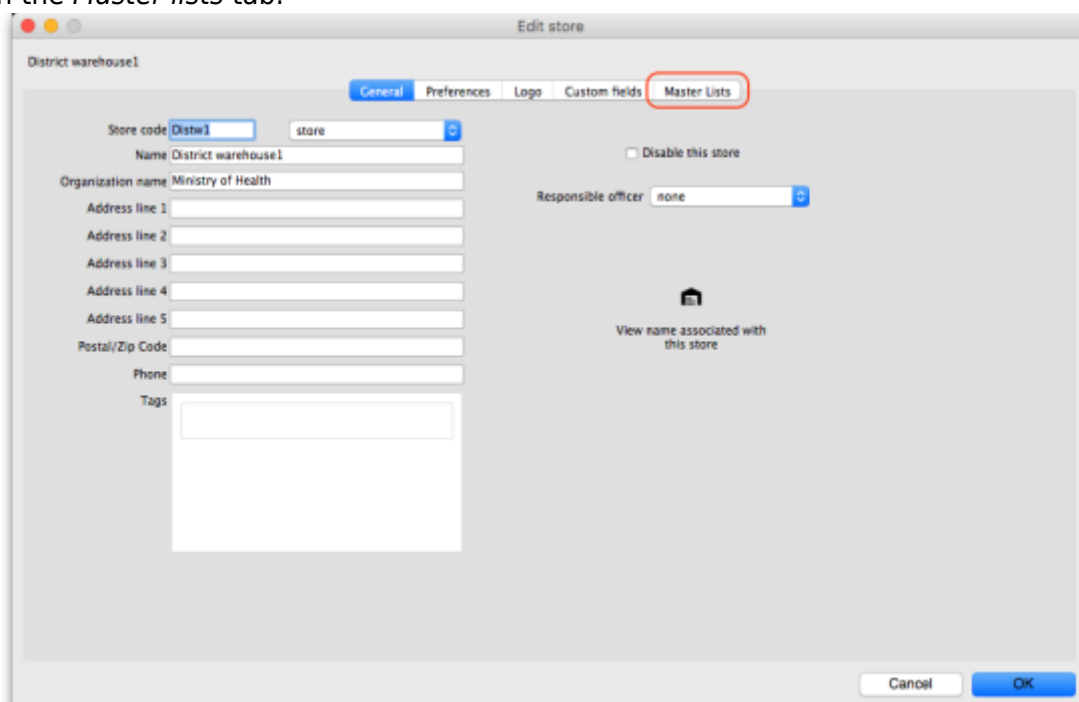 Edit store
District warehouse1
General Preferences Logo Custom fields Master Lists
Store code Distw1 store
Name District warehouse1
Organization name Ministry of Health
Address line 1
Address line 2
Address line 3
Address line 4
Address line 5
Postal/Zip Code
Phone
Tags
Disable this store
Responsible officer none
View name associated with
this store
Cancel OK